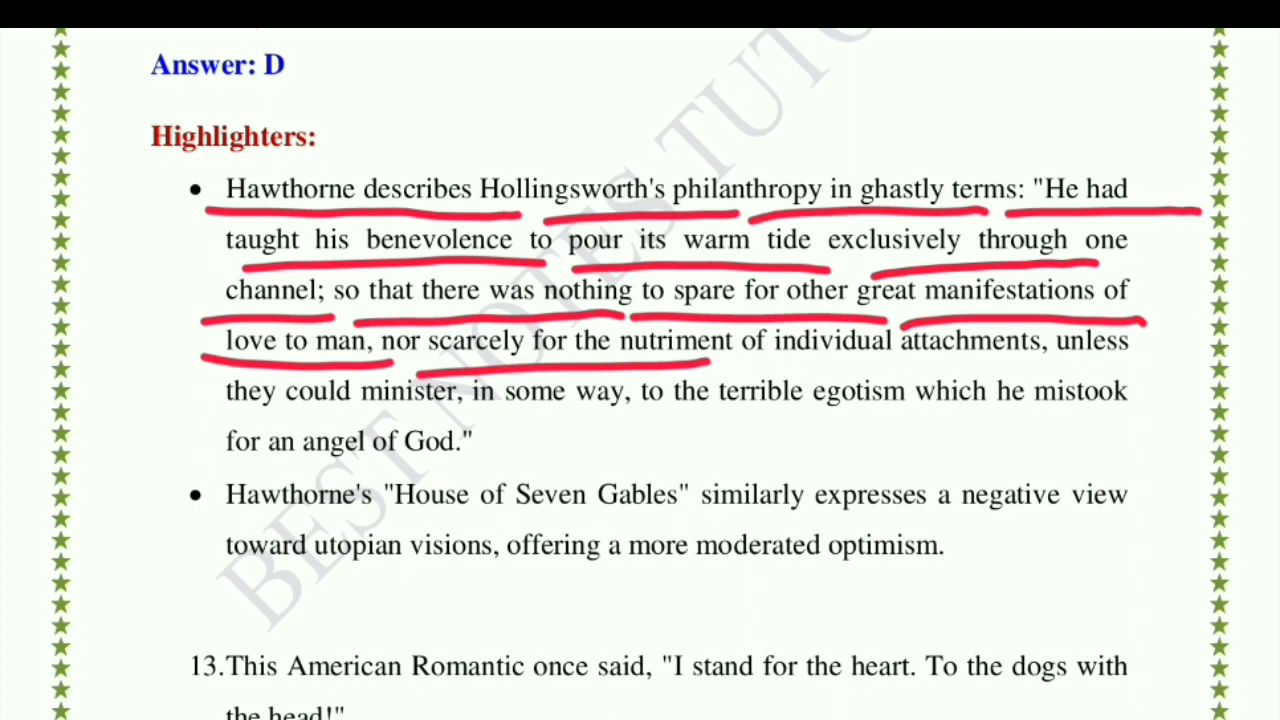 Answer: D
Highlighters:
• Hawthorne describes Hollingsworth's philanthropy in ghastly terms: "He had
taught his benevolence to pour its warm tide exclusively through one
channel; so that there was nothing to spare for other great manifestations of
love to man, nor scarcely for the nutriment of individual attachments, unless
they could minister, in some way, to the terrible egotism which he mistook
for an angel of God."
• Hawthorne's "House of Seven Gables" similarly expresses a negative view
toward utopian visions, offering a more moderated optimism.
13.This American Romantic once said, "I stand for the heart. To the dogs with
the head!"
BEST NOTES TUTO